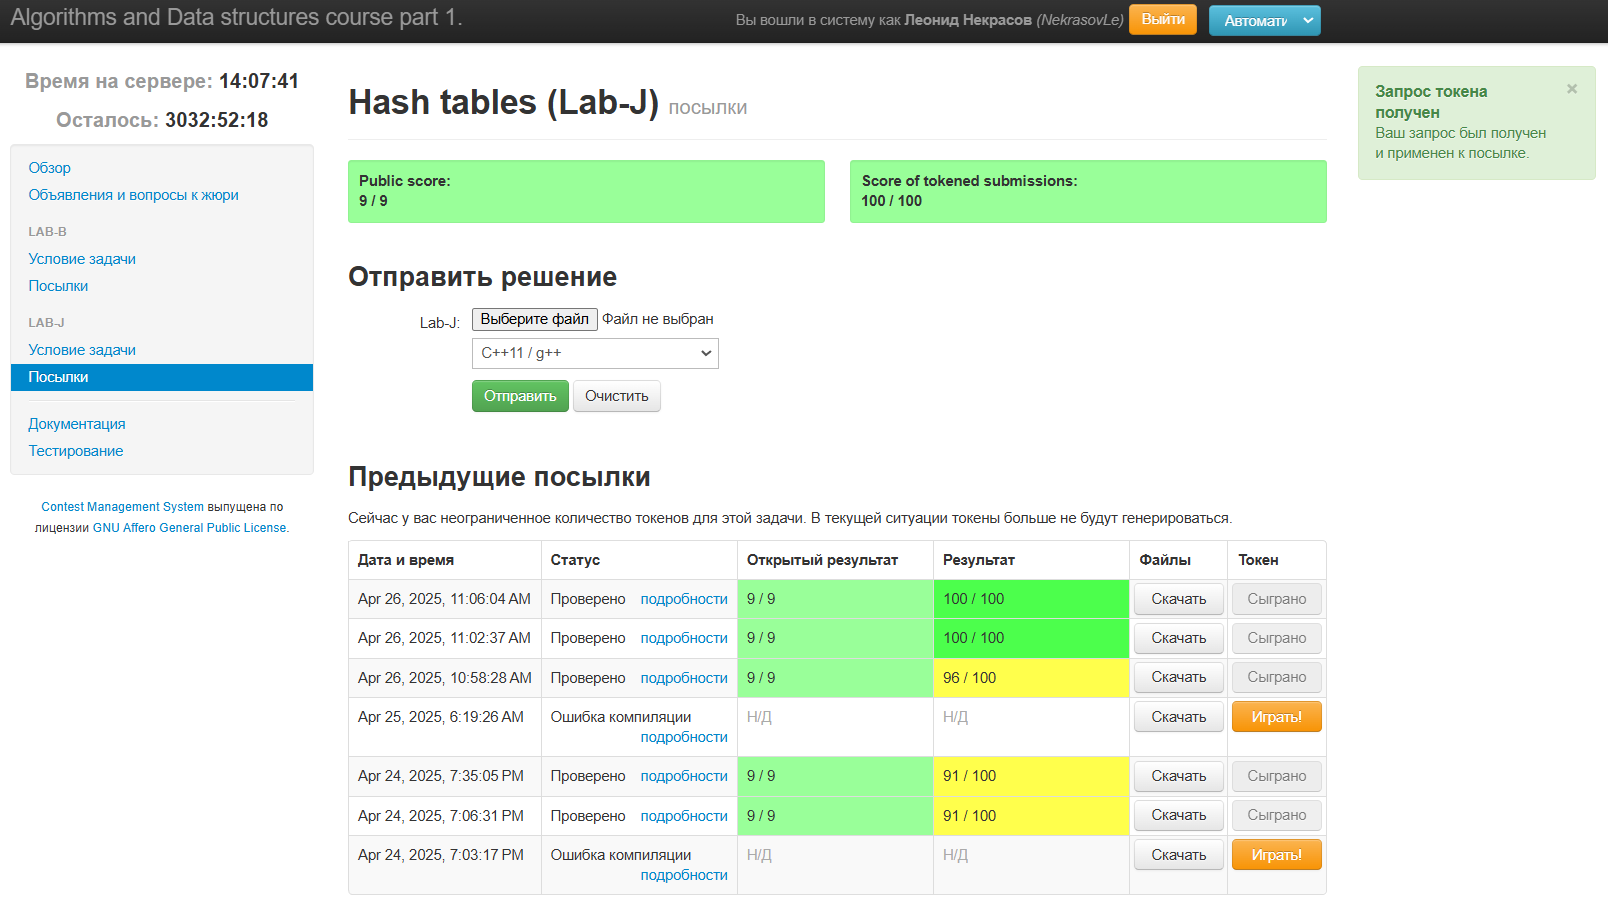 Algorithms and Data structures course part 1.
Вы вошли в систему как Леонид Некрасов (NekrasovLe) Выйти Автомати
Время на сервере: 14:07:41
Осталось: 3032:52:18
Обзор
Объявления и вопросы к жюри
LAB-B
Условие задачи
Посылки
LAB-J
Условие задачи
Посылки
Документация
Тестирование
Contest Management System выпущена по
лицензии GNU Affero General Public License.
Hash tables (Lab-J) посылки
Public score:
9 / 9
Score of tokened submissions:
100 / 100
Отправить решение
Lab-J: Выберите файл Файл не выбран
C++11 / g++
Отправить Очистить
Предыдущие посылки
Сейчас у вас неограниченное количество токенов для этой задачи. В текущей ситуации токены больше не будут генерироваться.
Дата и время Статус Открытый результат Результат Файлы Токен
Apr 26, 2025, 11:06:04 AM Проверено подробности 9 / 9 100 / 100 Скачать Сыграно
Apr 26, 2025, 11:02:37 AM Проверено подробности 9 / 9 100 / 100 Скачать Сыграно
Apr 26, 2025, 10:58:28 AM Проверено подробности 9 / 9 96 / 100 Скачать Сыграно
Apr 25, 2025, 6:19:26 AM Ошибка компиляции Н/Д Н/Д Скачать Играть!
подробности
Apr 24, 2025, 7:35:05 PM Проверено подробности 9 / 9 91 / 100 Скачать Сыграно
Apr 24, 2025, 7:06:31 PM Проверено подробности 9 / 9 91 / 100 Скачать Сыграно
Apr 24, 2025, 7:03:17 PM Ошибка компиляции Н/Д Н/Д Скачать Играть!
подробности
Запрос токена ×
получен
Ваш запрос был получен
и применен к посылке.